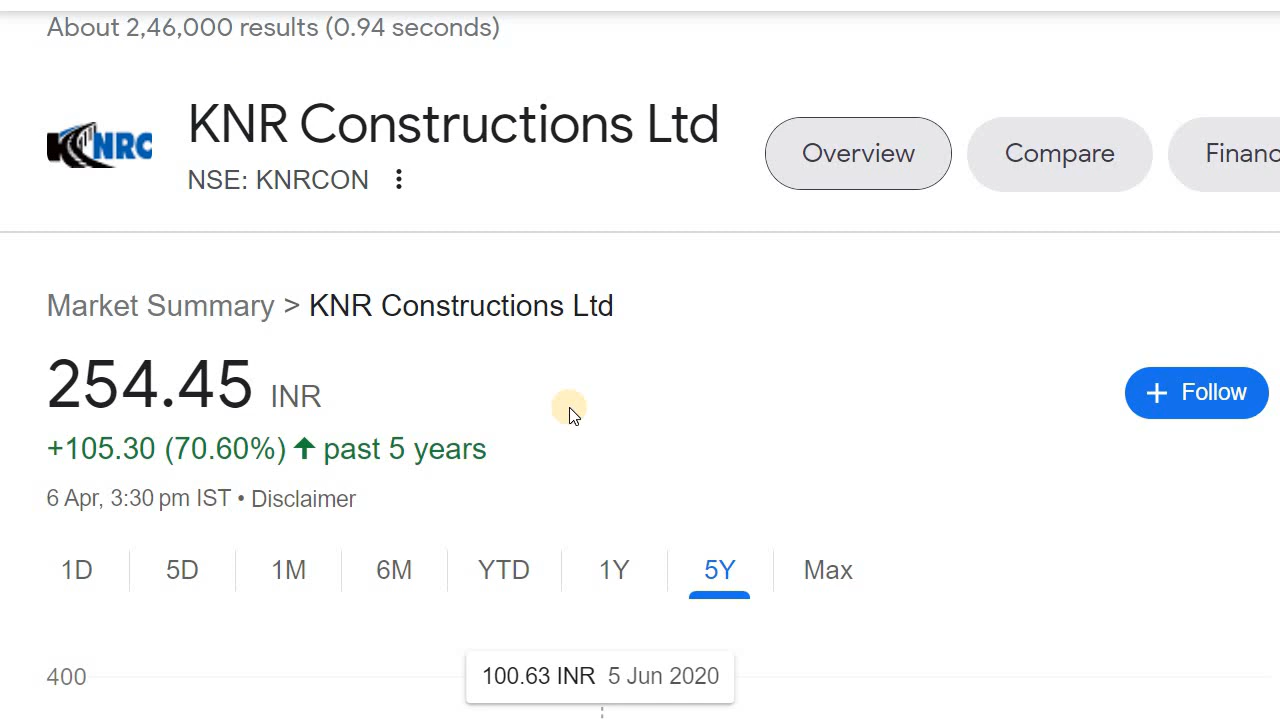 About 2,46,000 results (0.94 seconds)
KNRC
KNR Constructions Ltd
NSE: KNRCON
Overview
Compare
Financ
Market Summary > KNR Constructions Ltd
254.45 INR
+ Follow
+105.30 (70.60%) past 5 years
6 Apr, 3:30 pm IST • Disclaimer
1D 5D 1M 6M YTD 1Y 5Y Max
100.63 INR 5 Jun 2020
400